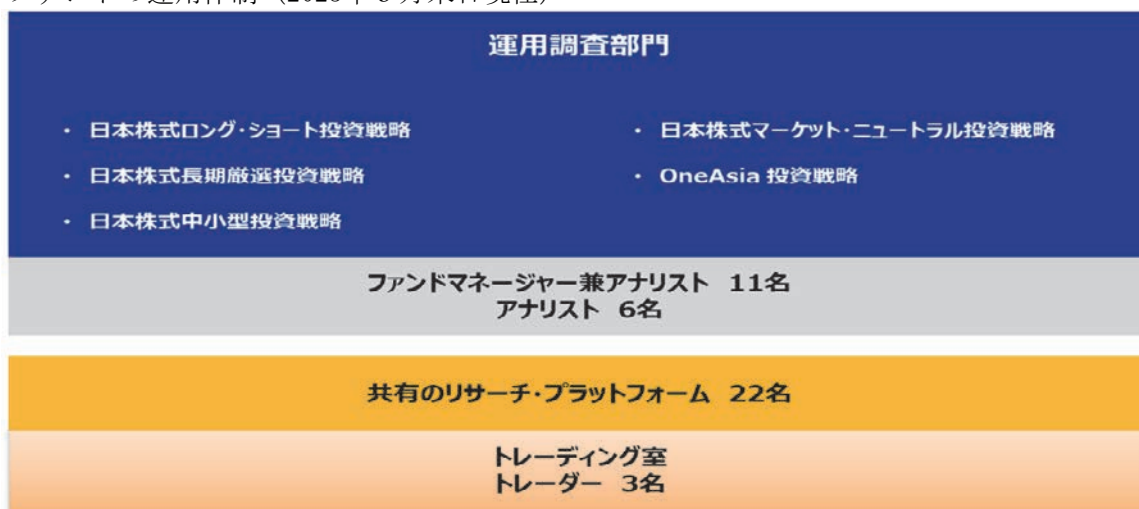 運用調査部門
・ 日本株式ロング・ショート投資戦略
・ 日本株式マーケット・ニュートラル投資戦略
・ 日本株式長期厳選投資戦略
・ OneAsia 投資戦略
・ 日本株式中小型投資戦略
ファンドマネージャー兼アナリスト 11名
アナリスト 6名
共有のリサーチ・プラットフォーム 22名
トレーディング室
トレーダー 3名